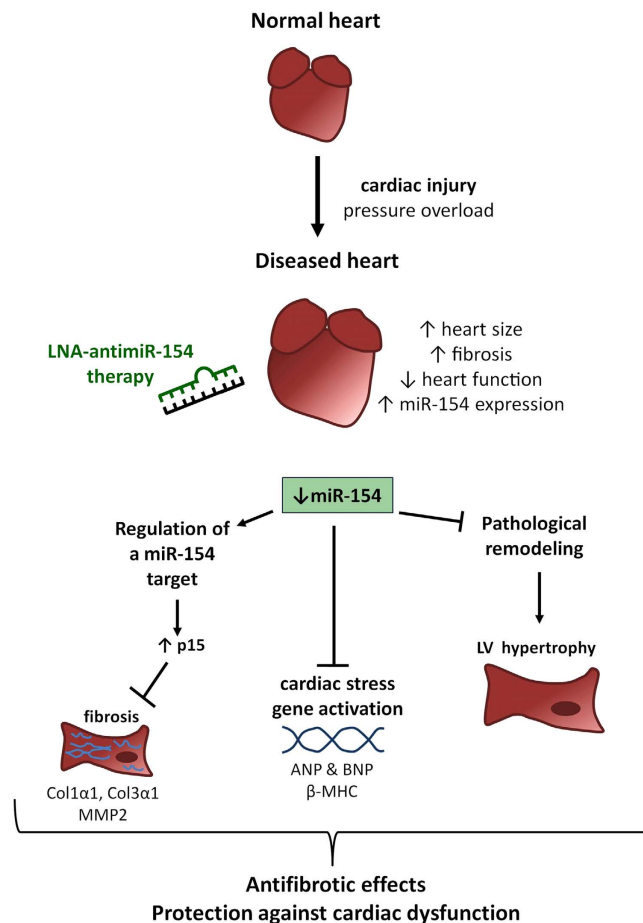 Normal heart
cardiac injury
pressure overload
Diseased heart
LNA-antimiR-154
therapy
↑ heart size
↑ fibrosis
↓ heart function
↑ miR-154 expression
↓miR-154
Regulation of
a miR-154
target
↑ p15
fibrosis
Col1α1, Col3α1
MMP2
cardiac stress
gene activation
ANP & BNP
β-MHC
Pathological
remodeling
LV hypertrophy
Antifibrotic effects
Protection against cardiac dysfunction